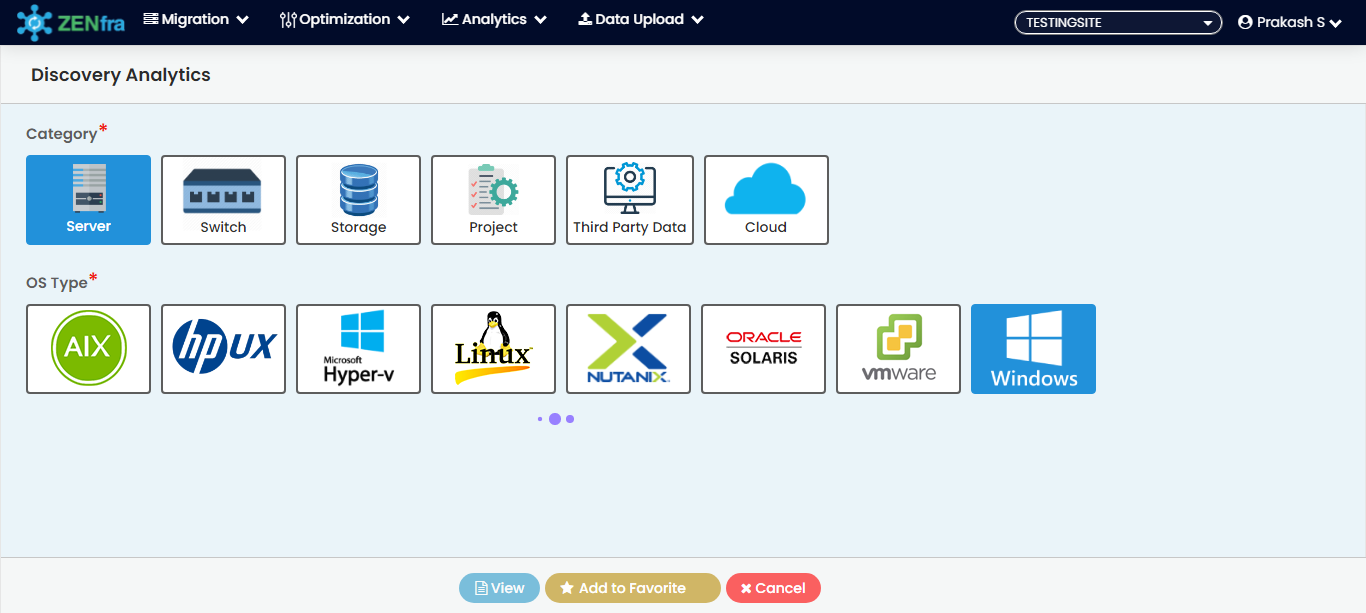 ZENfra Migration Optimization Analytics Data Upload TESTINGSITE Prakash S
Discovery Analytics
Category*
Server Switch Storage Project Third Party Data Cloud
OS Type*
AIX hp UX Microsoft Hyper-v Linux NUTANIX ORACLE SOLARIS vmware Windows
View Add to Favorite Cancel